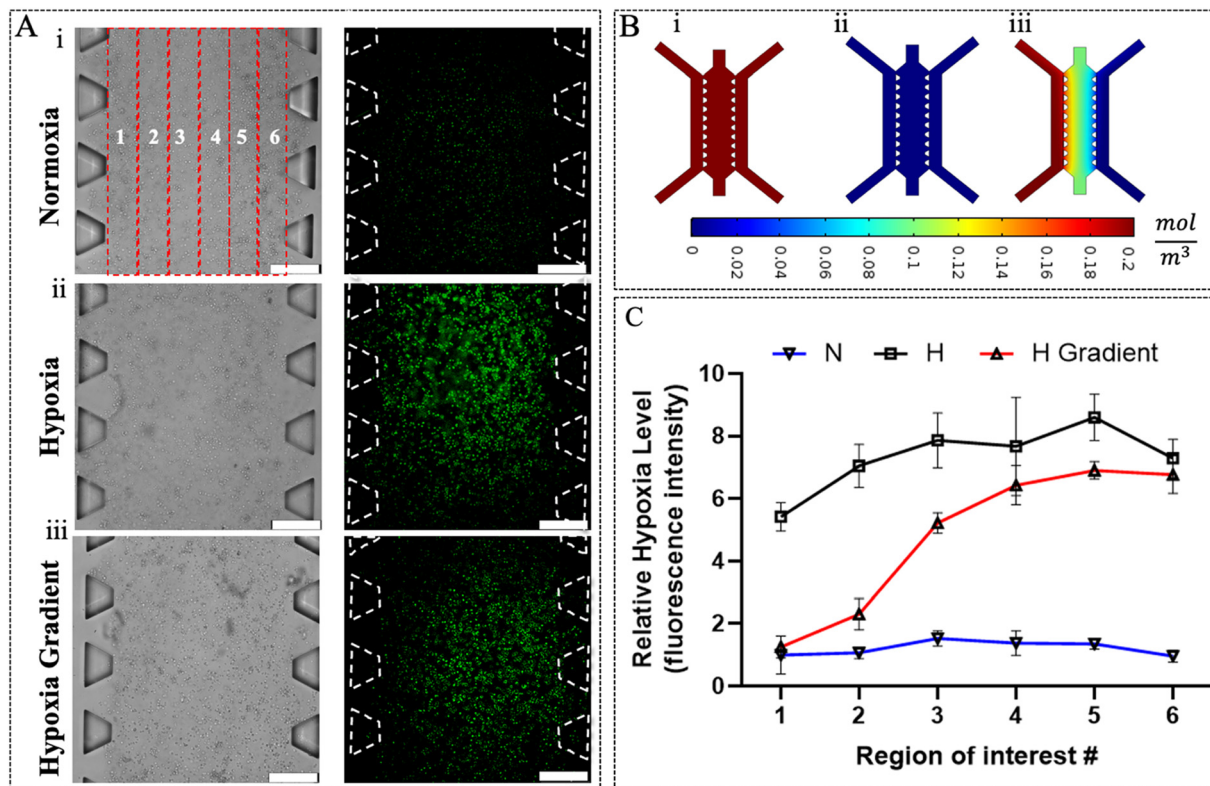 A
i
Normoxia
1 2 3 4 5 6
ii
Hypoxia
iii
Hypoxia Gradient
B
i ii iii
0 0.02 0.04 0.06 0.08 0.1 0.12 0.14 0.16 0.18 0.2
mol
m³
C
N H H Gradient
Relative Hypoxia Level
(fluorescence intensity)
10
8
6
4
2
0
1 2 3 4 5 6
Region of interest #